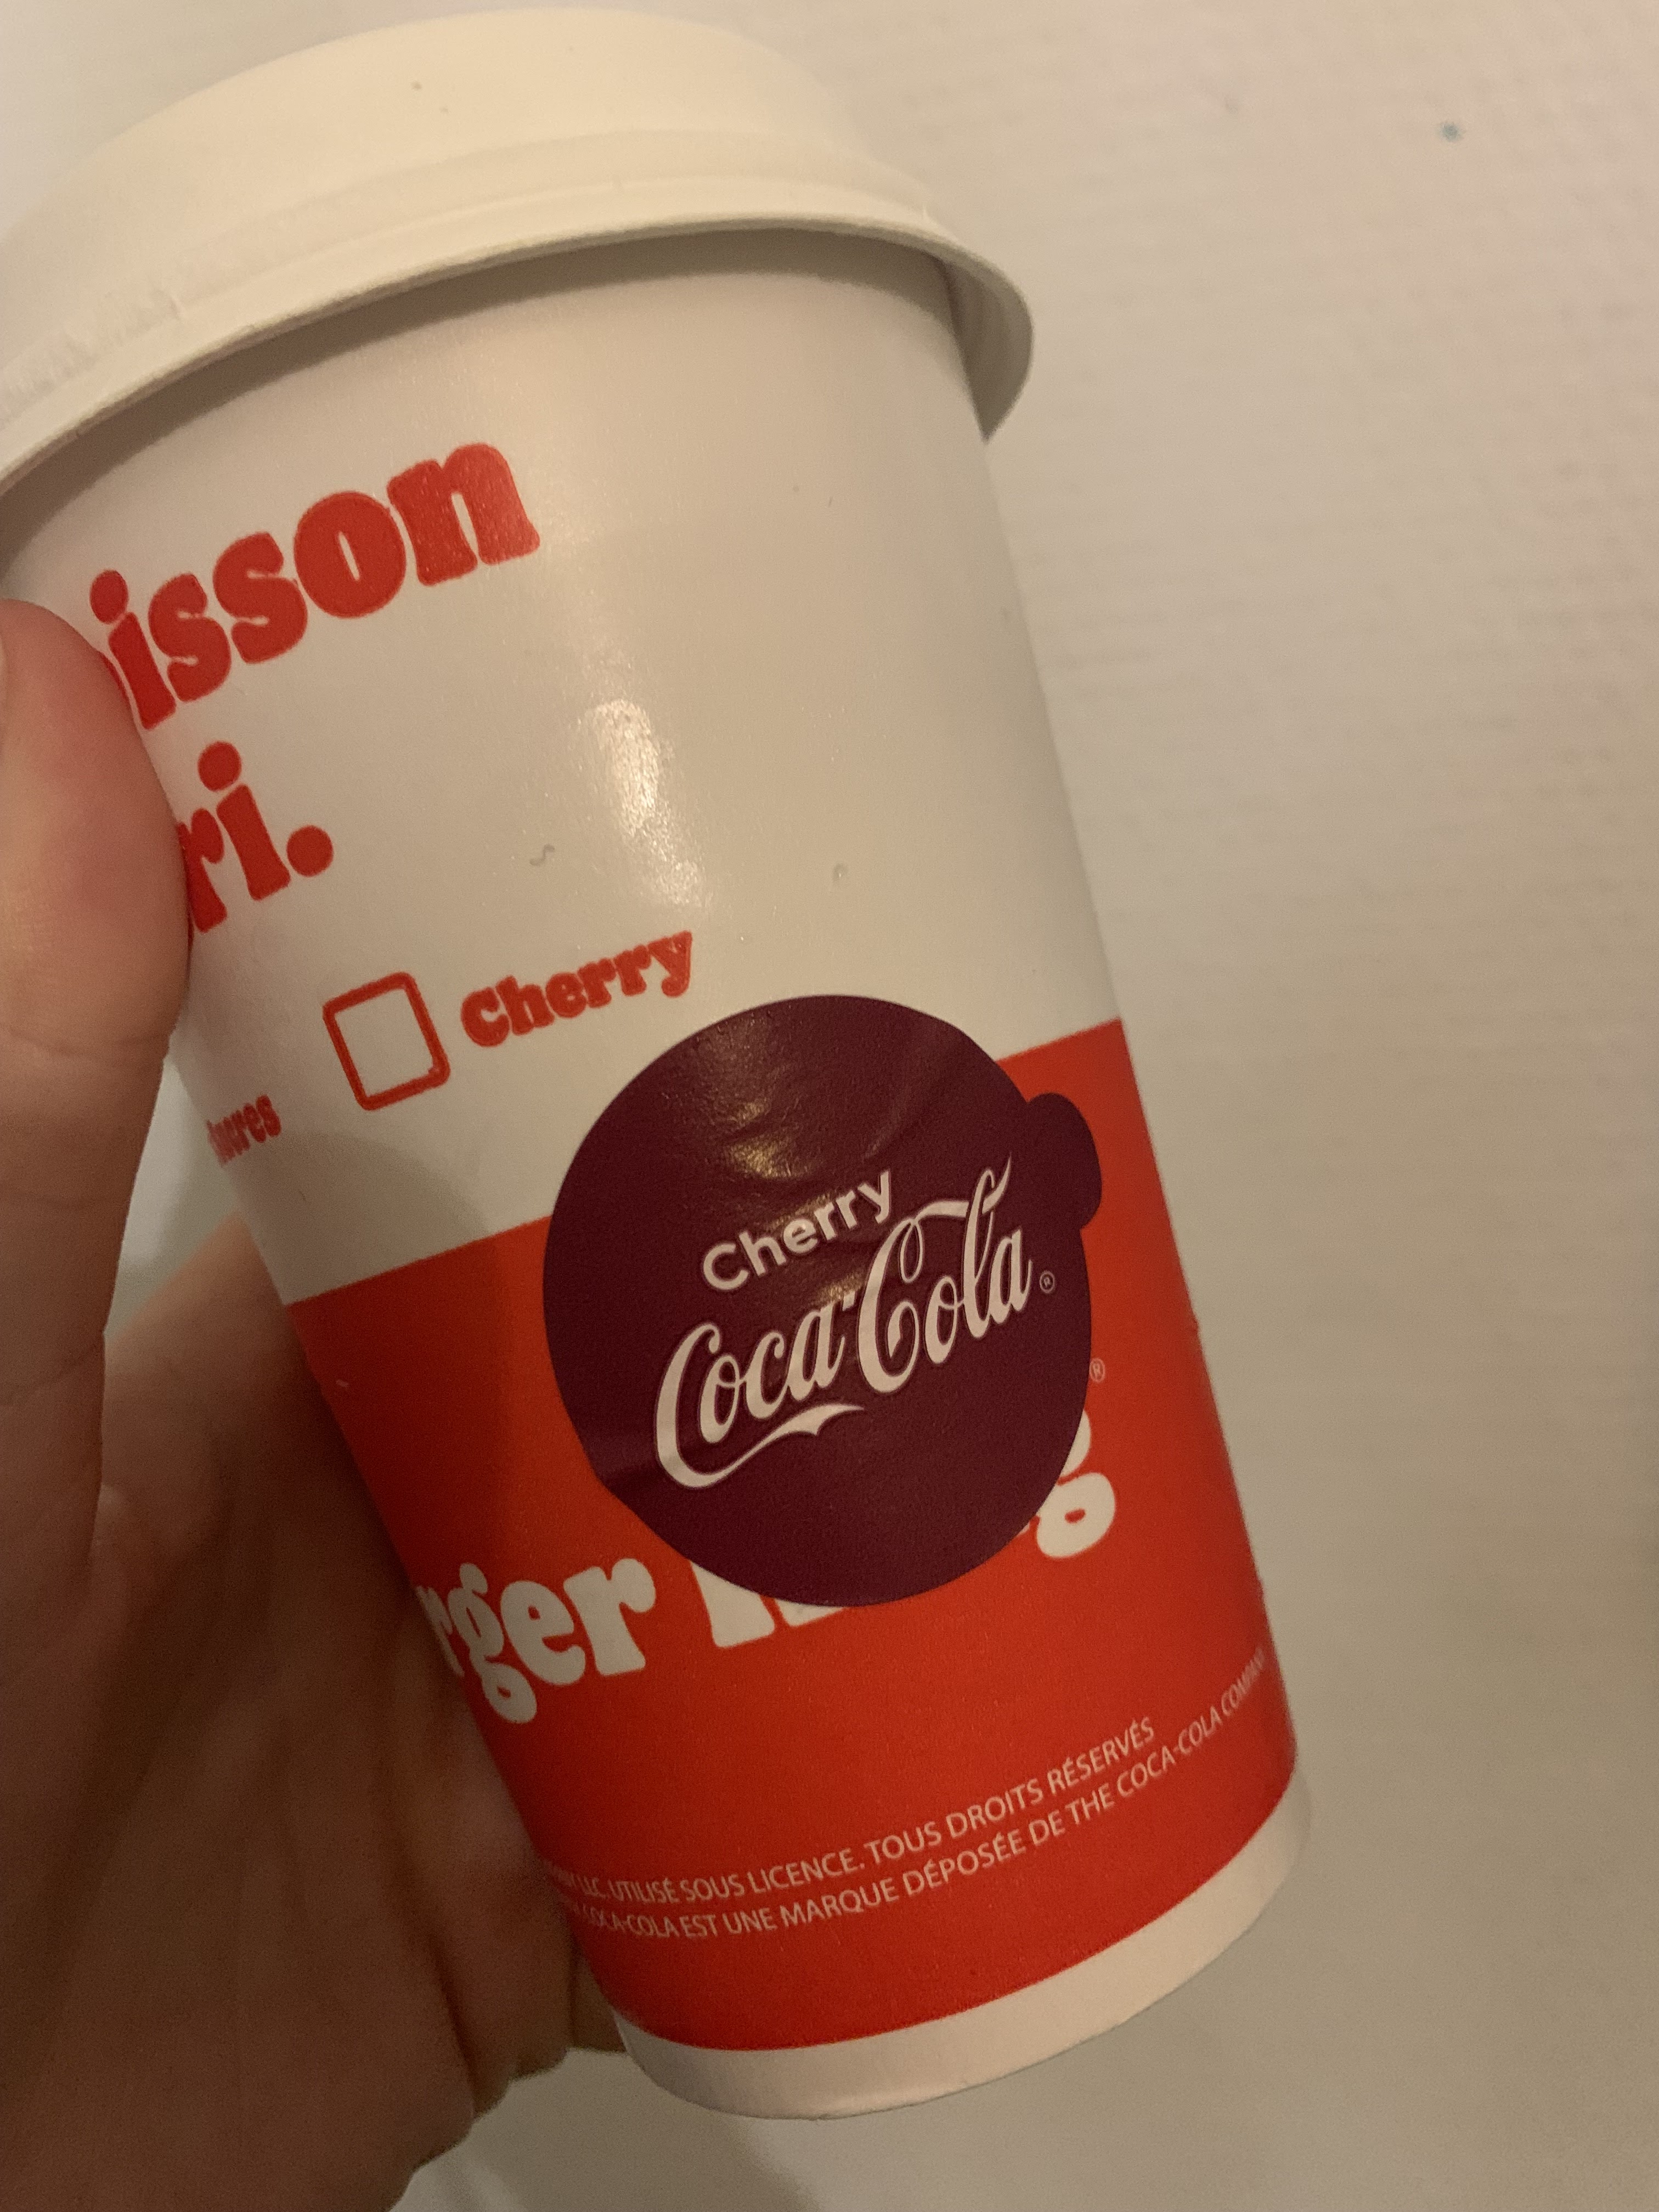 isson
ri.
Cherry
Cherry
Coca-Cola®
®
rger
LLC UTILISÉ SOUS LICENCE. TOUS DROITS RÉSERVÉS
COCA-COLA EST UNE MARQUE DÉPOSÉE DE THE COCA-COLA COMPANY